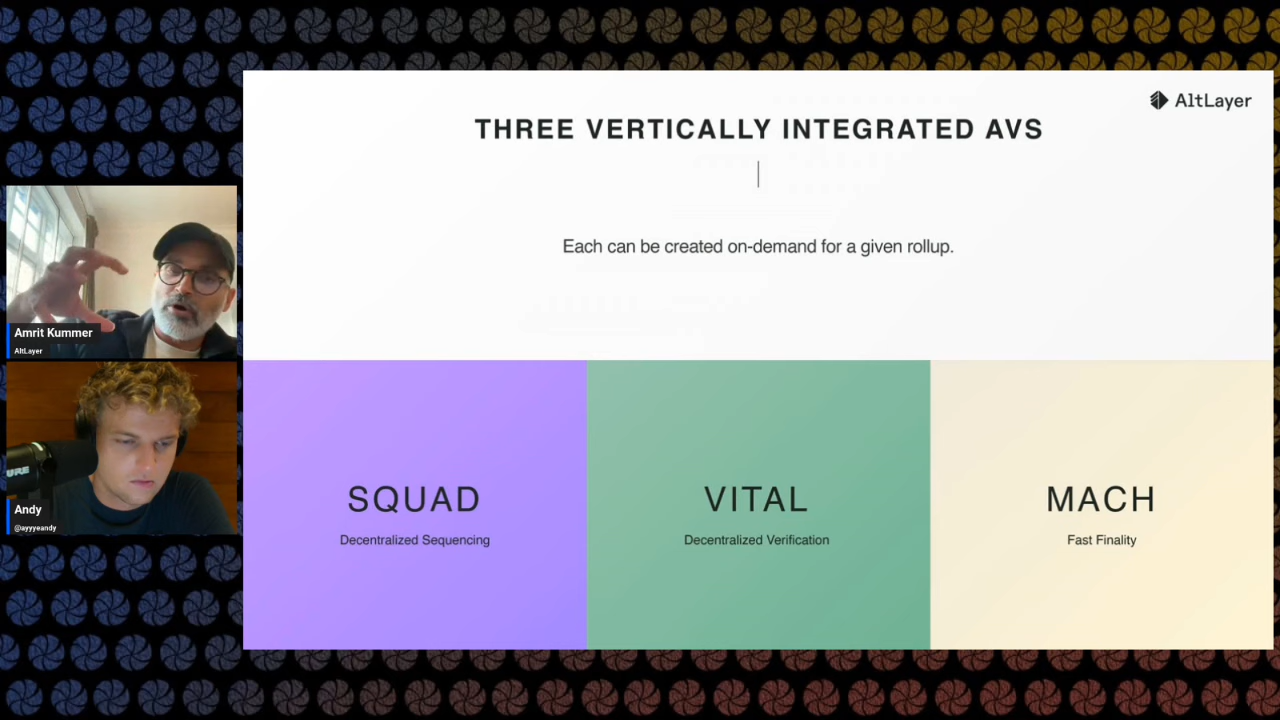 AltLayer
THREE VERTICALLY INTEGRATED AVS
Each can be created on-demand for a given rollup.
Amrit Kummer
AltLayer
URE
Andy
@ayyyeandy
SQUAD
Decentralized Sequencing
VITAL
Decentralized Verification
MACH
Fast Finality